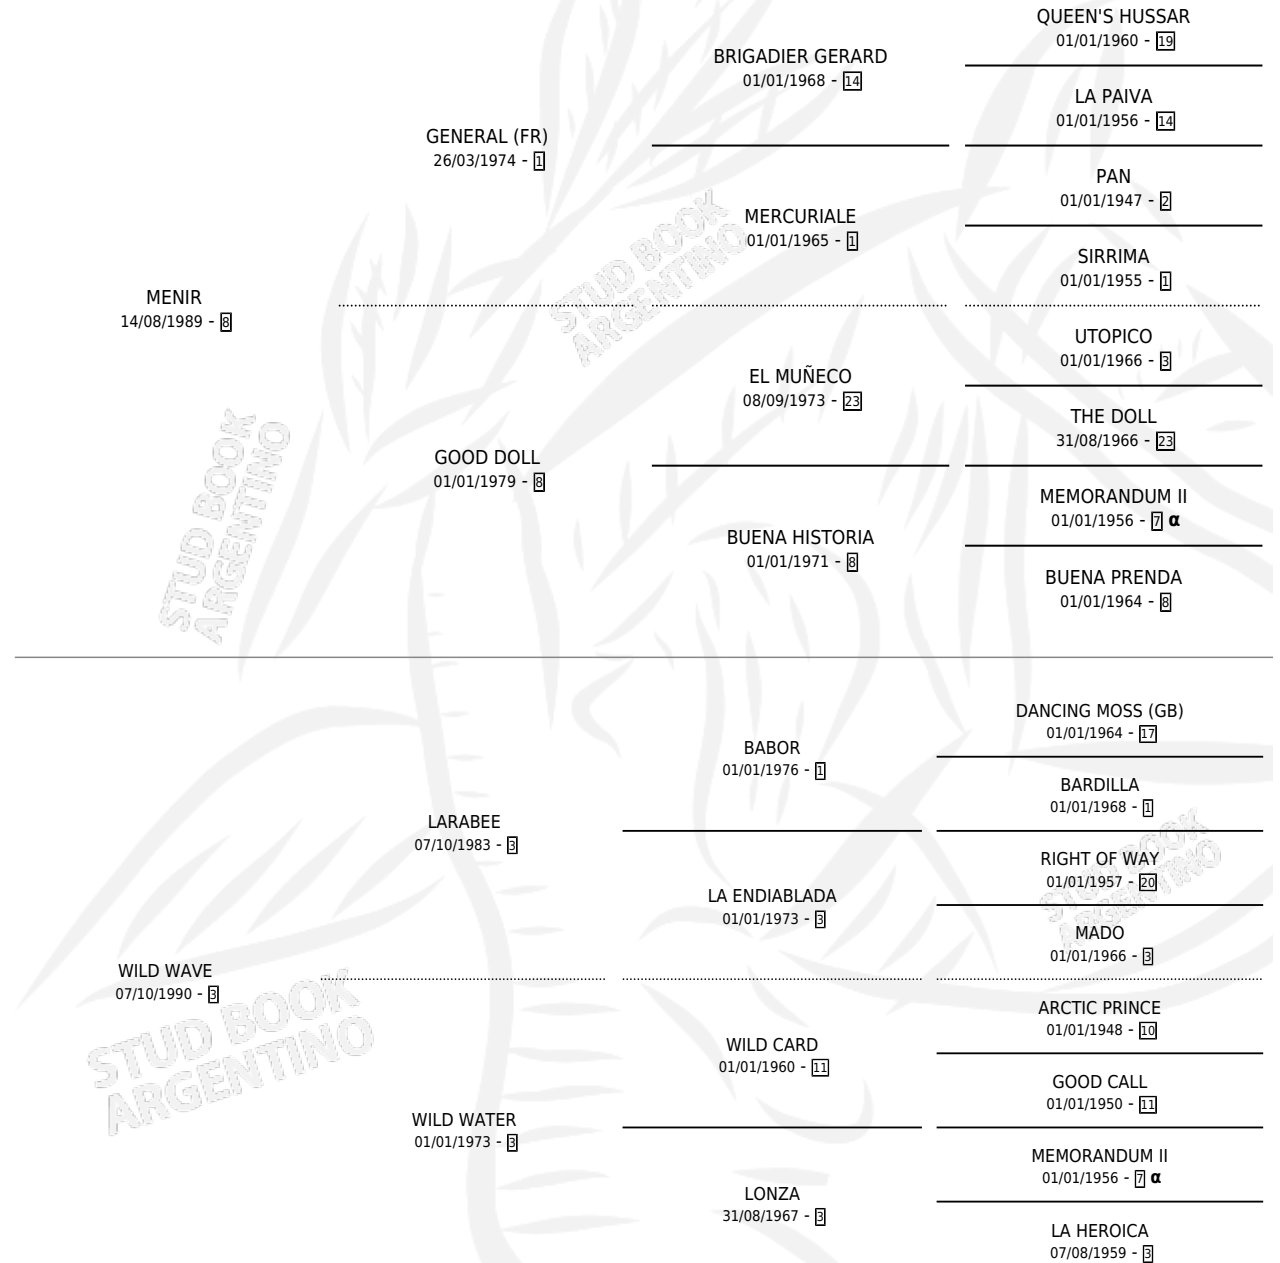 QUEEN'S HUSSAR
01/01/1960 - 19
BRIGADIER GERARD
01/01/1968 - 14
LA PAIVA
01/01/1956 - 14
GENERAL (FR)
26/03/1974 - 1
PAN
01/01/1947 - 2
MERCURIALE
01/01/1965 - 1
SIRRIMA
01/01/1955 - 1
MENIR
14/08/1989 - 8
UTOPICO
01/01/1966 - 3
EL MUÑECO
08/09/1973 - 23
THE DOLL
31/08/1966 - 23
GOOD DOLL
01/01/1979 - 8
MEMORANDUM II
01/01/1956 - 7 α
BUENA HISTORIA
01/01/1971 - 8
BUENA PRENDA
01/01/1964 - 8
DANCING MOSS (GB)
01/01/1964 - 17
BABOR
01/01/1976 - 1
BARDILLA
01/01/1968 - 1
LARABEE
07/10/1983 - 3
RIGHT OF WAY
01/01/1957 - 20
LA ENDIABLADA
01/01/1973 - 3
MADO
01/01/1966 - 3
WILD WAVE
07/10/1990 - 3
ARCTIC PRINCE
01/01/1948 - 10
WILD CARD
01/01/1960 - 11
GOOD CALL
01/01/1950 - 11
WILD WATER
01/01/1973 - 3
MEMORANDUM II
01/01/1956 - 7 α
LONZA
31/08/1967 - 3
LA HEROICA
07/08/1959 - 3
STUD BOOK
ARGENTINO
STUD BOOK
ARGENTINO
STUD BOOK
ARGENTINO
STUD BOOK
ARGENTINO